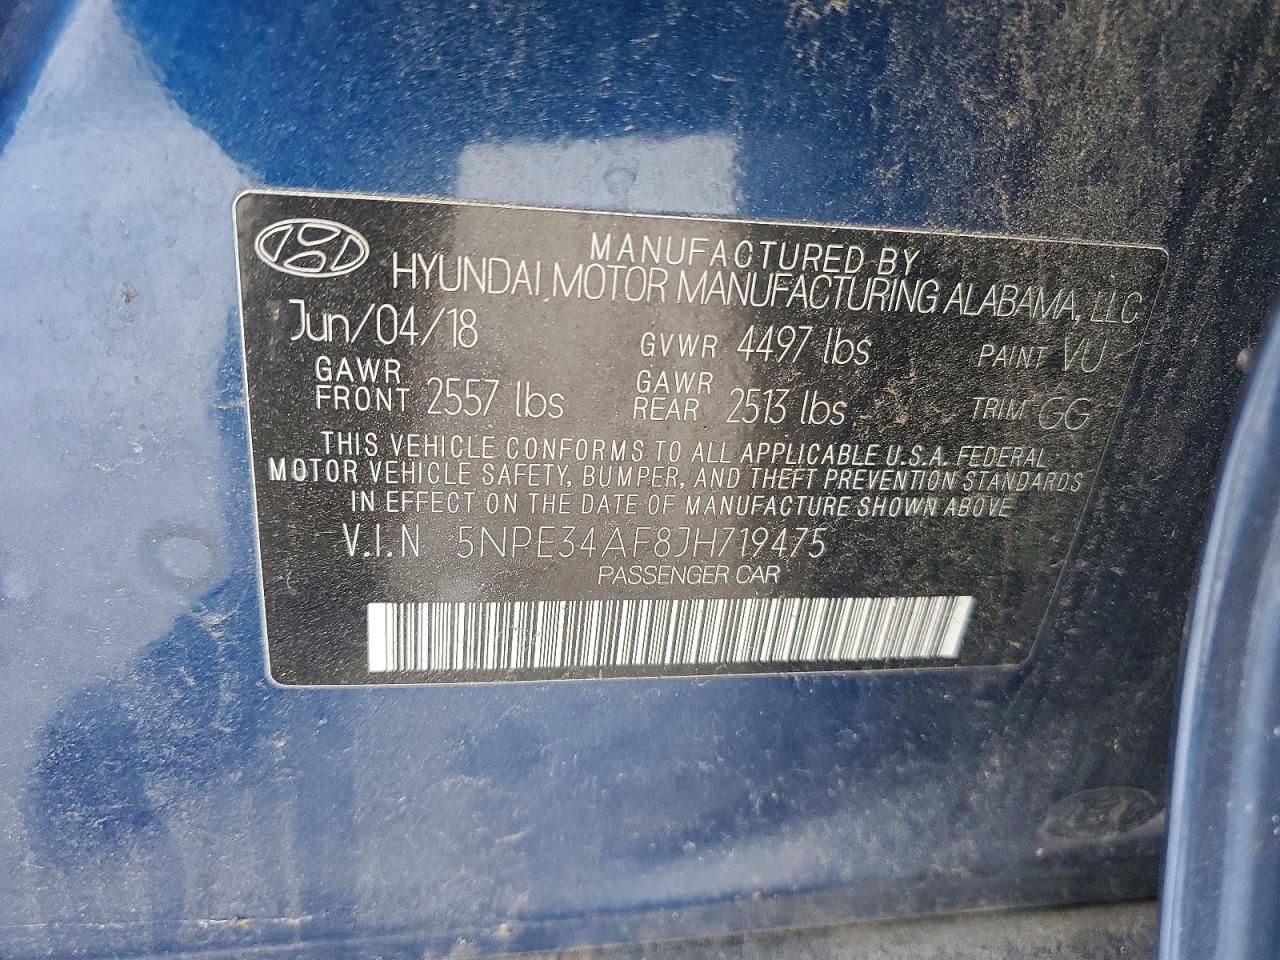 MANUFACTURED BY
HYUNDAI MOTOR MANUFACTURING ALABAMA, LLC
Jun/04/18 GVWR 4497 lbs PAINT VU
GAWR FRONT 2557 lbs GAWR REAR 2513 lbs TRIM GG
THIS VEHICLE CONFORMS TO ALL APPLICABLE U.S.A. FEDERAL
MOTOR VEHICLE SAFETY, BUMPER, AND THEFT PREVENTION STANDARDS
IN EFFECT ON THE DATE OF MANUFACTURE SHOWN ABOVE
V.I.N 5NPE34AF8JH719475
PASSENGER CAR